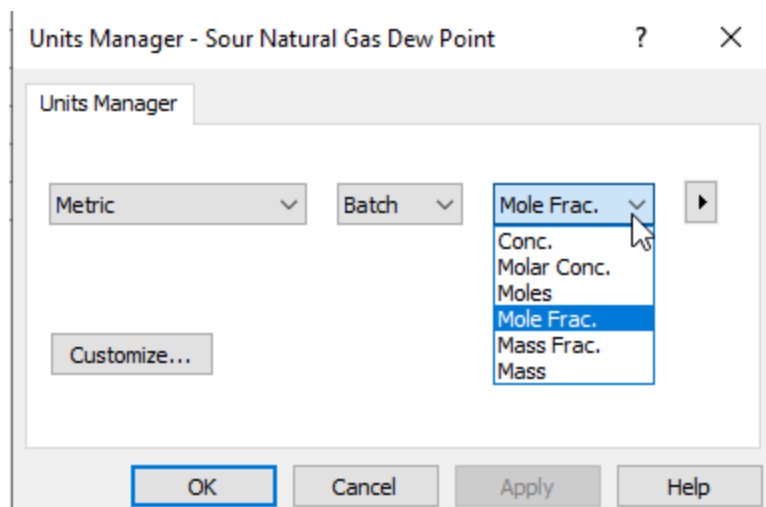 Units Manager - Sour Natural Gas Dew Point ?
Units Manager
Metric Batch Mole Frac.
Conc.
Molar Conc.
Moles
Mole Frac.
Mass Frac.
Mass
Customize...
OK Cancel Apply Help